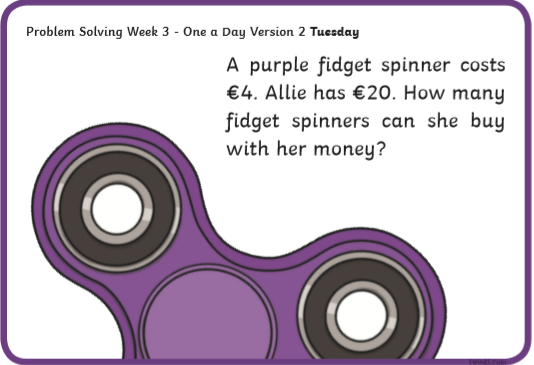 Problem Solving Week 3 - One a Day Version 2 Tuesday
A purple fidget spinner costs
€4. Allie has €20. How many
fidget spinners can she buy
with her money?